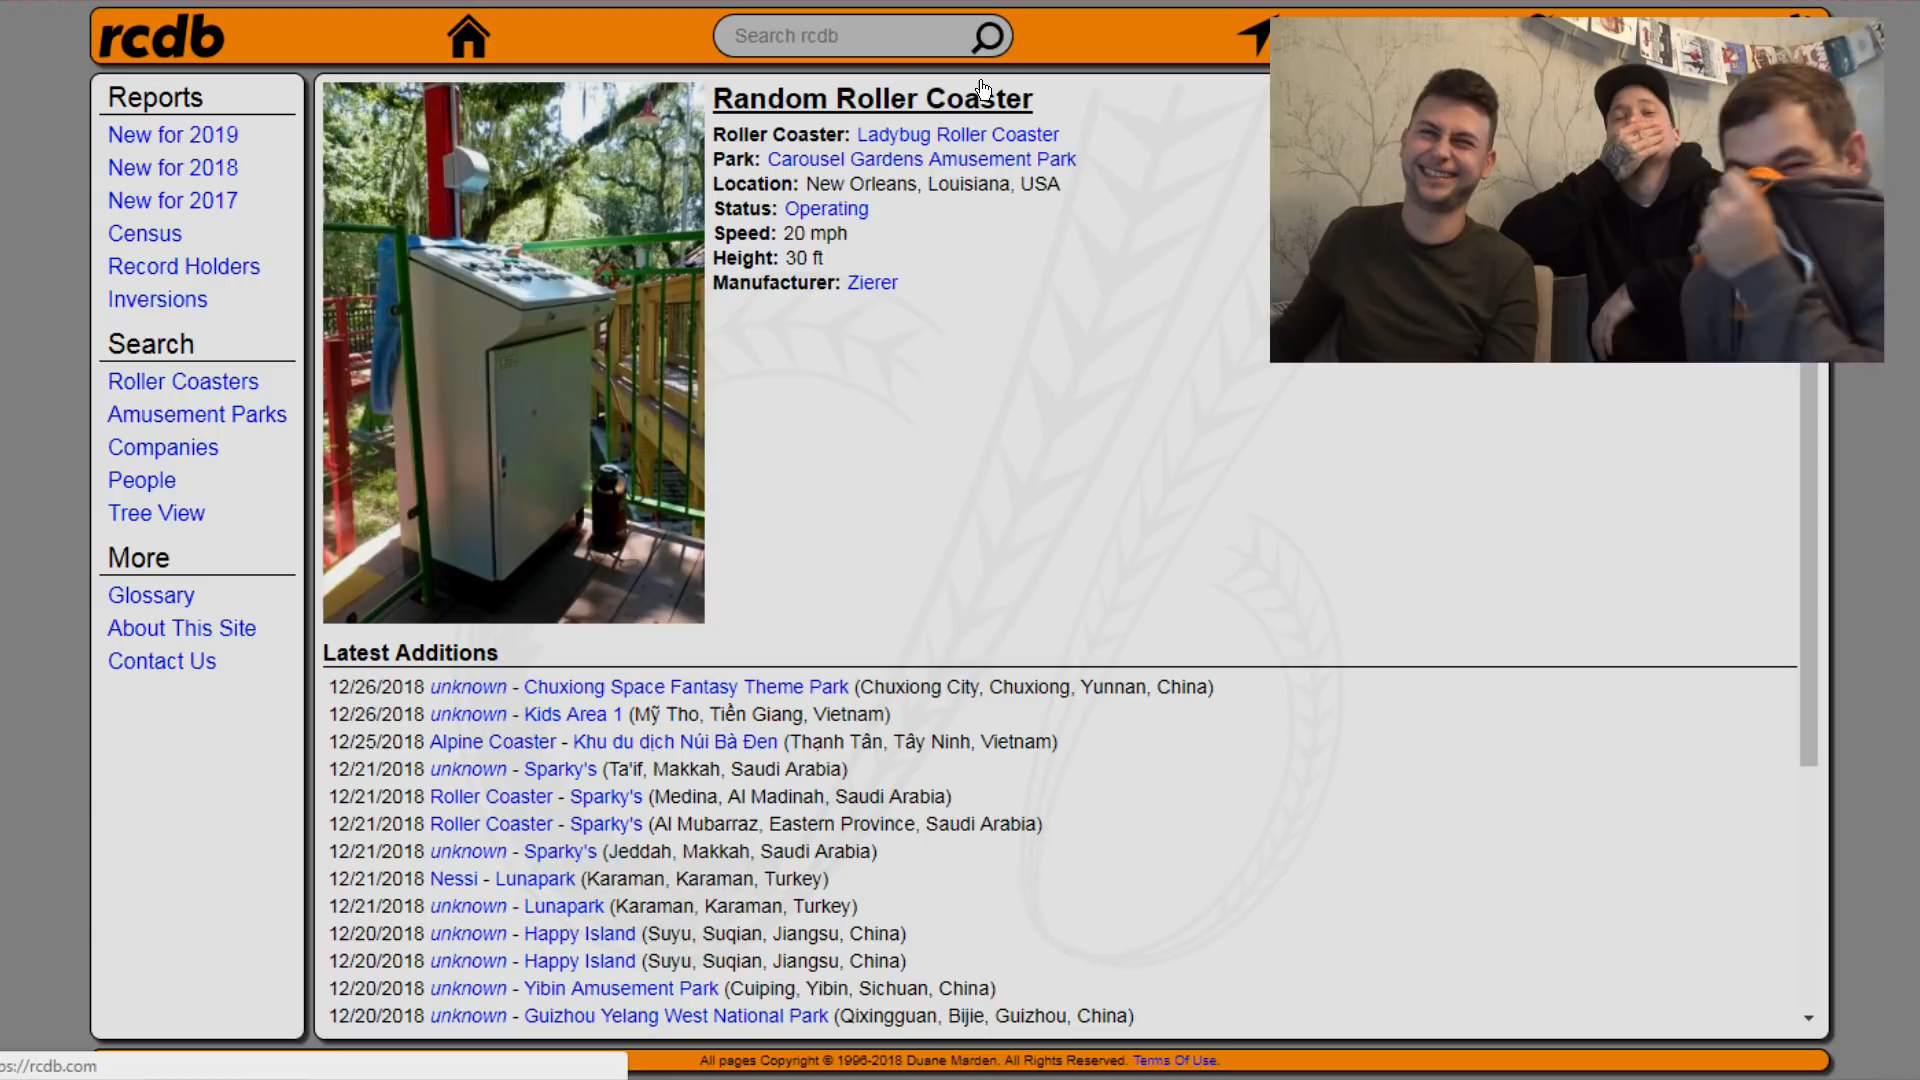 rcdb
Search rcdb
Reports
New for 2019
New for 2018
New for 2017
Census
Record Holders
Inversions
Search
Roller Coasters
Amusement Parks
Companies
People
Tree View
More
Glossary
About This Site
Contact Us
Random Roller Coaster
Roller Coaster: Ladybug Roller Coaster
Park: Carousel Gardens Amusement Park
Location: New Orleans, Louisiana, USA
Status: Operating
Speed: 20 mph
Height: 30 ft
Manufacturer: Zierer
Latest Additions
12/26/2018 unknown - Chuxiong Space Fantasy Theme Park (Chuxiong City, Chuxiong, Yunnan, China)
12/26/2018 unknown - Kids Area 1 (Mỹ Tho, Tiền Giang, Vietnam)
12/25/2018 Alpine Coaster - Khu du dịch Núi Bà Đen (Thạnh Tân, Tây Ninh, Vietnam)
12/21/2018 unknown - Sparky's (Ta'if, Makkah, Saudi Arabia)
12/21/2018 Roller Coaster - Sparky's (Medina, Al Madinah, Saudi Arabia)
12/21/2018 Roller Coaster - Sparky's (Al Mubarraz, Eastern Province, Saudi Arabia)
12/21/2018 unknown - Sparky's (Jeddah, Makkah, Saudi Arabia)
12/21/2018 Nessi - Lunapark (Karaman, Karaman, Turkey)
12/21/2018 unknown - Lunapark (Karaman, Karaman, Turkey)
12/20/2018 unknown - Happy Island (Suyu, Suqian, Jiangsu, China)
12/20/2018 unknown - Happy Island (Suyu, Suqian, Jiangsu, China)
12/20/2018 unknown - Yibin Amusement Park (Cuiping, Yibin, Sichuan, China)
12/20/2018 unknown - Guizhou Yelang West National Park (Qixingguan, Bijie, Guizhou, China)
All pages Copyright © 1996-2018 Duane Marden. All Rights Reserved. Terms Of Use.
ps://rcdb.com